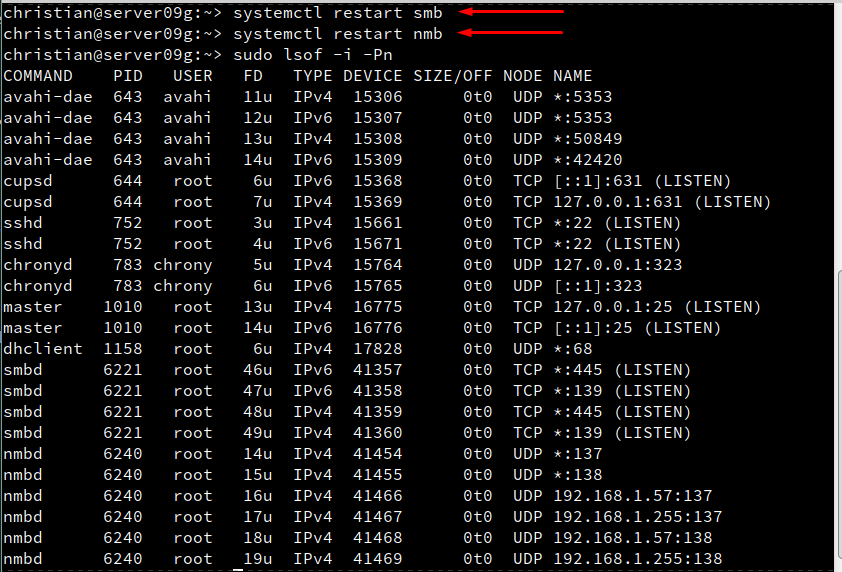 christian@server09g:~> systemctl restart smb
christian@server09g:~> systemctl restart nmb
christian@server09g:~> sudo lsof -i -Pn
COMMAND    PID   USER   FD   TYPE DEVICE SIZE/OFF NODE NAME
avahi-dae  643  avahi   11u  IPv4  15306      0t0  UDP *:5353
avahi-dae  643  avahi   12u  IPv6  15307      0t0  UDP *:5353
avahi-dae  643  avahi   13u  IPv4  15308      0t0  UDP *:50849
avahi-dae  643  avahi   14u  IPv6  15309      0t0  UDP *:42420
cupsd      644   root    6u  IPv6  15368      0t0  TCP [::1]:631 (LISTEN)
cupsd      644   root    7u  IPv4  15369      0t0  TCP 127.0.0.1:631 (LISTEN)
sshd       752   root    3u  IPv4  15661      0t0  TCP *:22 (LISTEN)
sshd       752   root    4u  IPv6  15671      0t0  TCP *:22 (LISTEN)
chronyd    783 chrony    5u  IPv4  15764      0t0  UDP 127.0.0.1:323
chronyd    783 chrony    6u  IPv6  15765      0t0  UDP [::1]:323
master    1010   root   13u  IPv4  16775      0t0  TCP 127.0.0.1:25 (LISTEN)
master    1010   root   14u  IPv6  16776      0t0  TCP [::1]:25 (LISTEN)
dhclient  1158   root    6u  IPv4  17828      0t0  UDP *:68
smbd      6221   root   46u  IPv6  41357      0t0  TCP *:445 (LISTEN)
smbd      6221   root   47u  IPv6  41358      0t0  TCP *:139 (LISTEN)
smbd      6221   root   48u  IPv4  41359      0t0  TCP *:445 (LISTEN)
smbd      6221   root   49u  IPv4  41360      0t0  TCP *:139 (LISTEN)
nmbd      6240   root   14u  IPv4  41454      0t0  UDP *:137
nmbd      6240   root   15u  IPv4  41455      0t0  UDP *:138
nmbd      6240   root   16u  IPv4  41466      0t0  UDP 192.168.1.57:137
nmbd      6240   root   17u  IPv4  41467      0t0  UDP 192.168.1.255:137
nmbd      6240   root   18u  IPv4  41468      0t0  UDP 192.168.1.57:138
nmbd      6240   root   19u  IPv4  41469      0t0  UDP 192.168.1.255:138